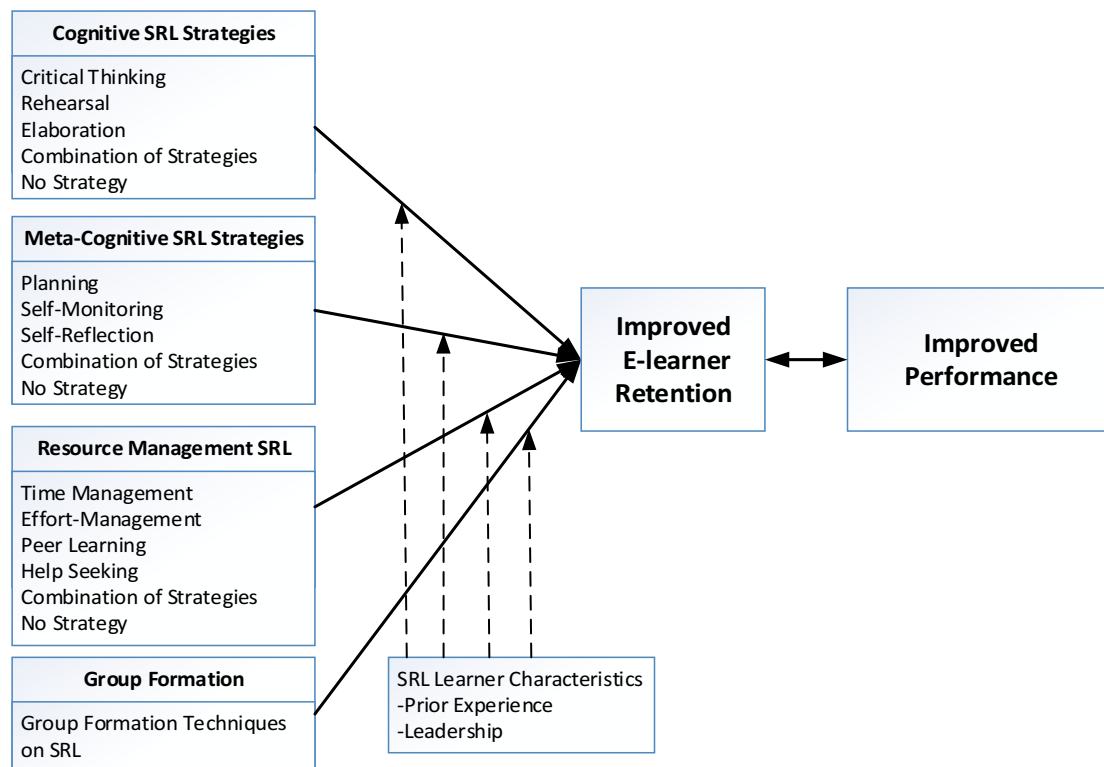 Cognitive SRL Strategies
Critical Thinking
Rehearsal
Elaboration
Combination of Strategies
No Strategy
Meta-Cognitive SRL Strategies
Planning
Self-Monitoring
Self-Reflection
Combination of Strategies
No Strategy
Resource Management SRL
Time Management
Effort-Management
Peer Learning
Help Seeking
Combination of Strategies
No Strategy
Group Formation
Group Formation Techniques
on SRL
SRL Learner Characteristics
-Prior Experience
-Leadership
Improved
E-learner
Retention
Improved
Performance